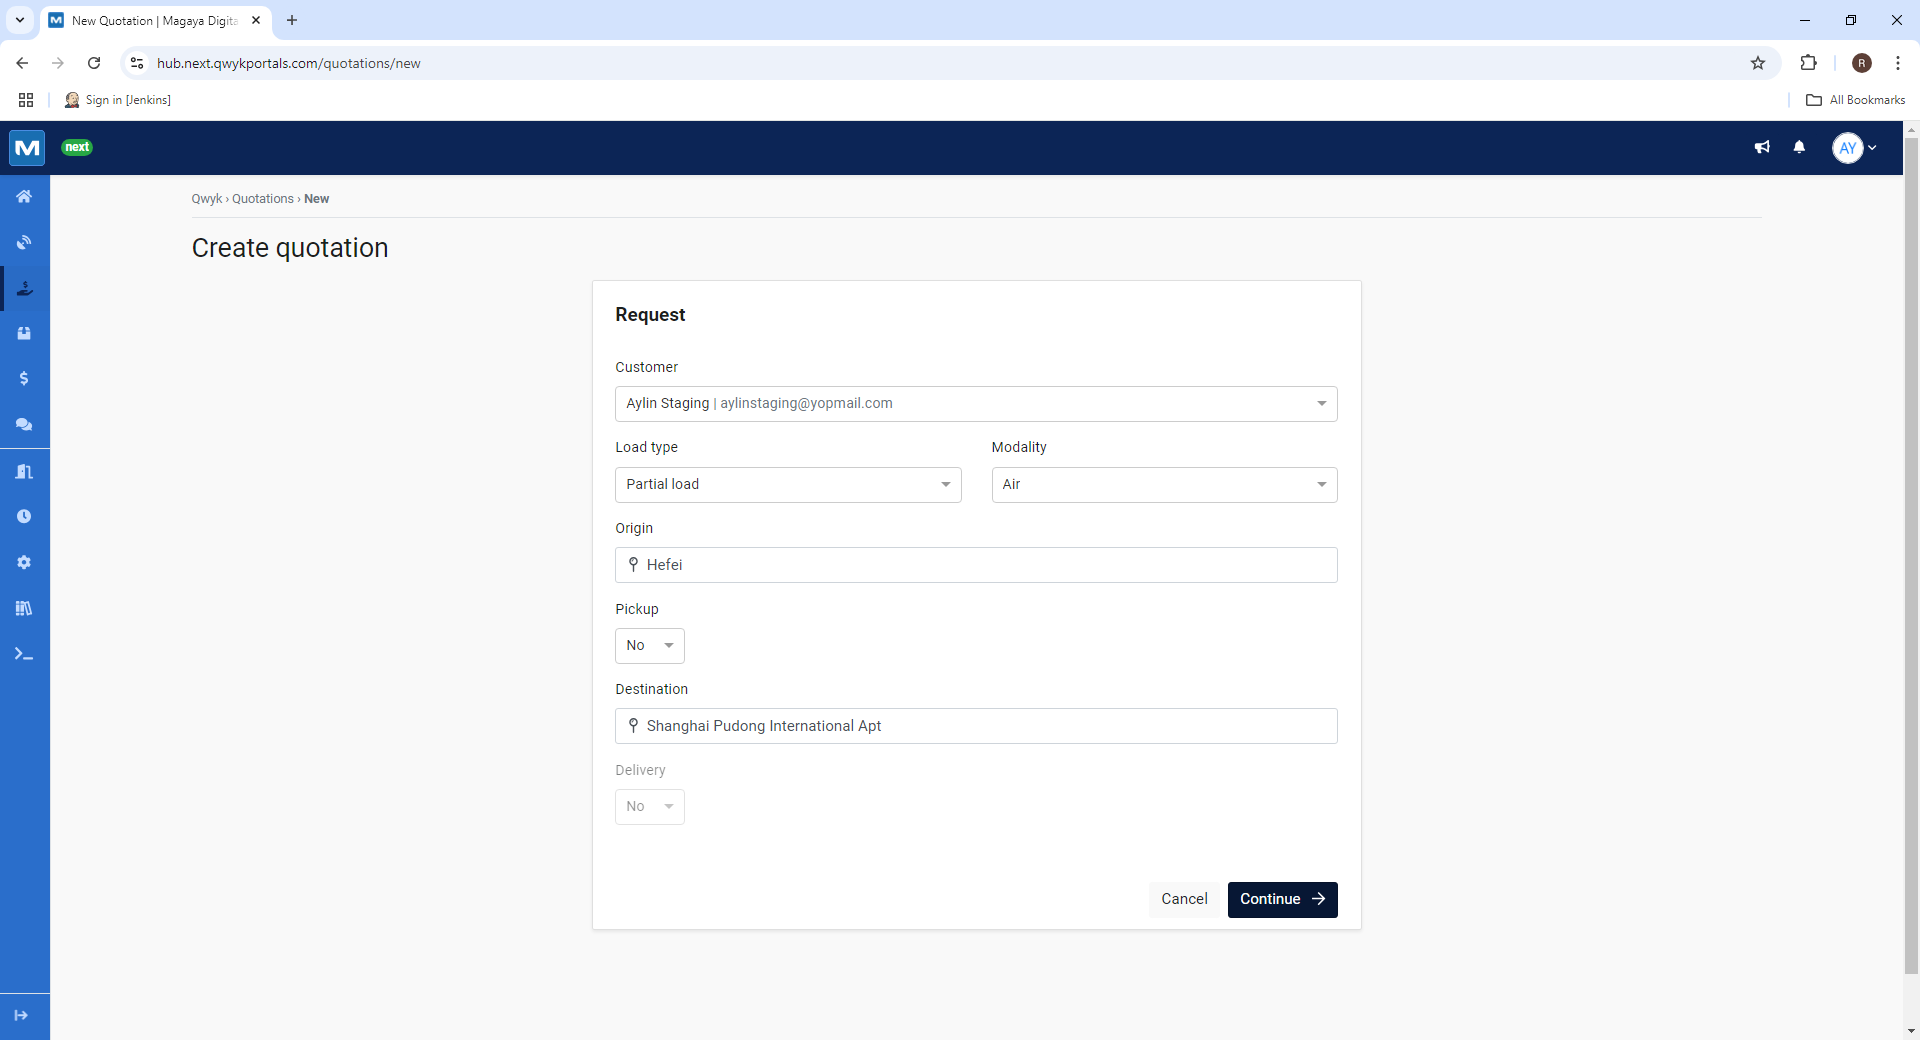 New Quotation | Magaya Digita
hub.next.qwykportals.com/quotations/new
R
Sign in [Jenkins]
All Bookmarks
M
next
AY
Qwyk › Quotations › New
Create quotation
Request
Customer
Aylin Staging | aylinstaging@yopmail.com
Load type
Modality
Partial load
Air
Origin
Hefei
Pickup
No
Destination
Shanghai Pudong International Apt
Delivery
No
Cancel
Continue